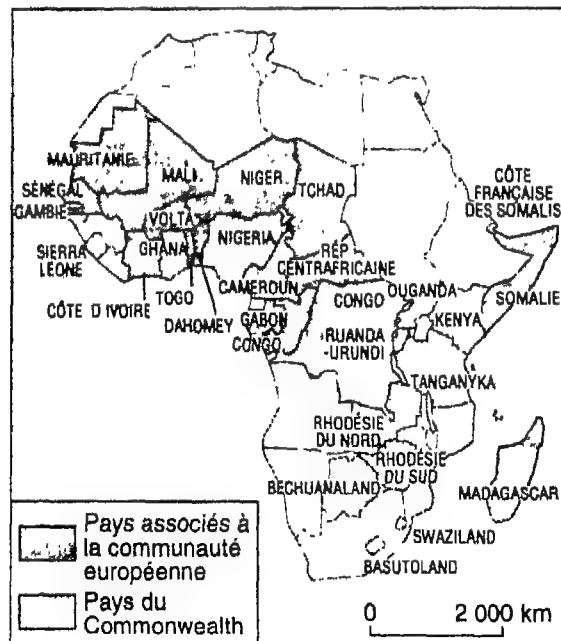 MAURITANIE
MALI
NIGER
TCHAD
CÔTE
FRANÇAISE
DES SOMALIS
SÉNÉGAL
GAMBIE
VOLTA
NIGERIA
SIERRA
LEONE
GHANA
RÉP
CENTRAFRICAINE
CAMEROUN
OUGANDA
SOMALIE
CÔTE D'IVOIRE
TOGO
DAHOMEY
GABON
CONGO
CONGO
KENYA
RUANDA
-URUNDI
TANGANYKA
RHODÉSIE
DU NORD
RHODÉSIE
DU SUD
BECHUANALAND
MADAGASCAR
SWAZILAND
BASUTOLAND
Pays associés à
la communauté
européenne
Pays du
Commonwealth
0 2 000 km